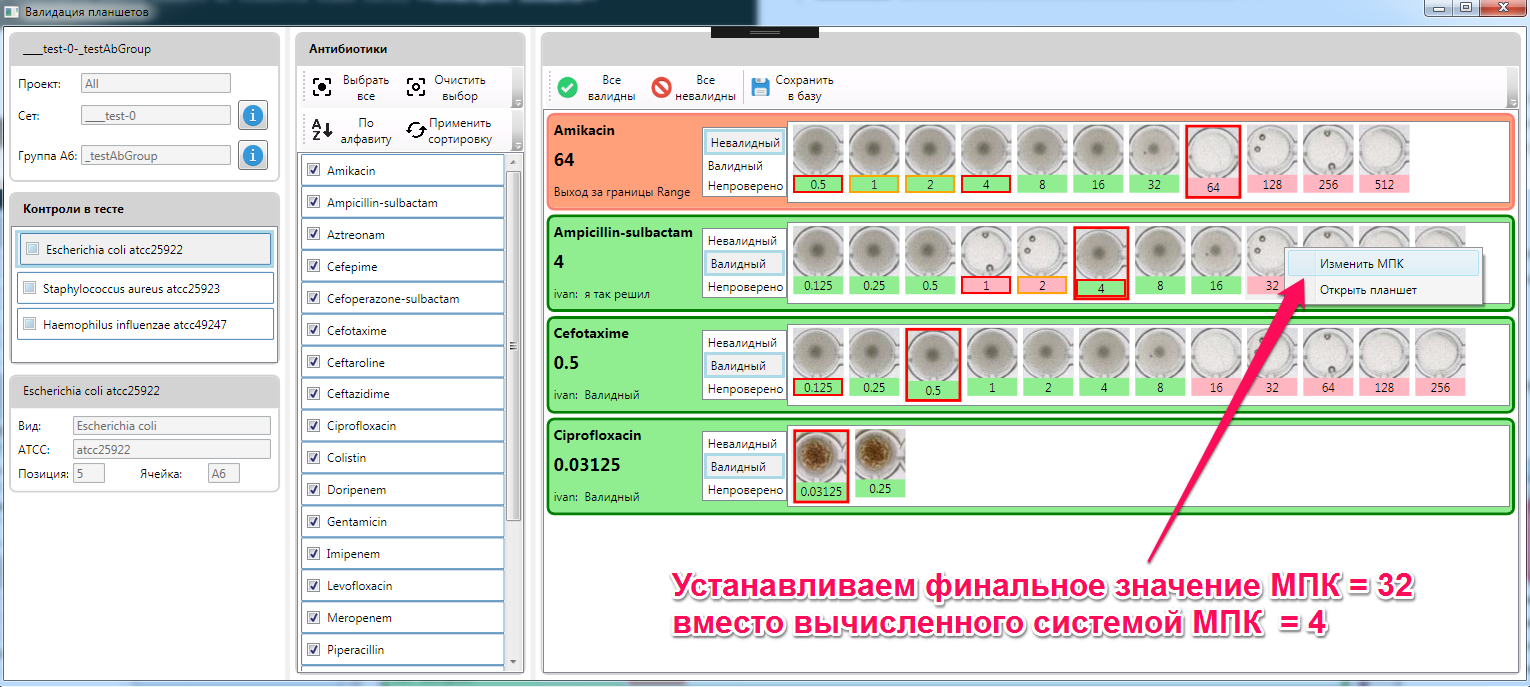 Валидация планшетов
___test-0-_testAbGroup
Проект:
All
Сет:
___test-0
Группа Аб:
_testAbGroup
Контроли в тесте
Escherichia coli atcc25922
Staphylococcus aureus atcc25923
Haemophilus influenzae atcc49247
Escherichia coli atcc25922
Вид:
Escherichia coli
АТСС:
atcc25922
Позиция:
5
Ячейка:
A6
Антибиотики
Выбрать
все
Очистить
выбор
По
алфавиту
Применить
сортировку
Amikacin
Ampicillin-sulbactam
Aztreonam
Cefepime
Cefoperazone-sulbactam
Cefotaxime
Ceftaroline
Ceftazidime
Ciprofloxacin
Colistin
Doripenem
Gentamicin
Imipenem
Levofloxacin
Meropenem
Piperacillin
Все
валидны
Все
невалидны
Сохранить
в базу
Amikacin
64
Выход за границы Range
Невалидный
Валидный
Непроверено
0.5 1 2 4 8 16 32 64 128 256 512
Ampicillin-sulbactam
4
ivan: я так решил
Невалидный
Валидный
Непроверено
0.125 0.25 0.5 1 2 4 8 16 32
Изменить МПК
Открыть планшет
Cefotaxime
0.5
ivan: Валидный
Невалидный
Валидный
Непроверено
0.125 0.25 0.5 1 2 4 8 16 32 64 128 256
Ciprofloxacin
0.03125
ivan: Валидный
Невалидный
Валидный
Непроверено
0.03125 0.25
Устанавливаем финальное значение МПК = 32
вместо вычисленного системой МПК = 4